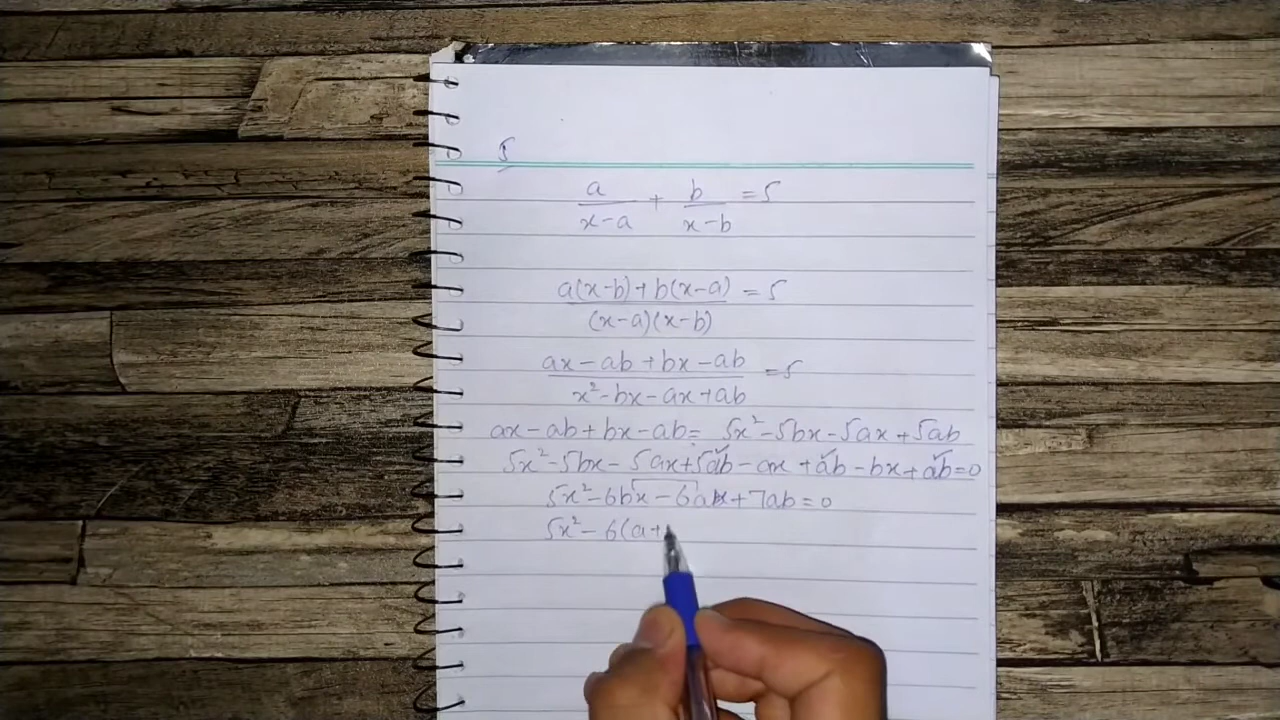 5
a/(x-a) + b/(x-b) = 5
(a(x-b)+b(x-a))/((x-a)(x-b)) = 5
(ax-ab+bx-ab)/(x²-bx-ax+ab) = 5
ax-ab+bx-ab = 5x²-5bx-5ax+5ab
5x²-5bx-5ax+5ab-ax+ab-bx+ab=0
5x²-6bx-6ax+7ab=0
5x²-6(a+